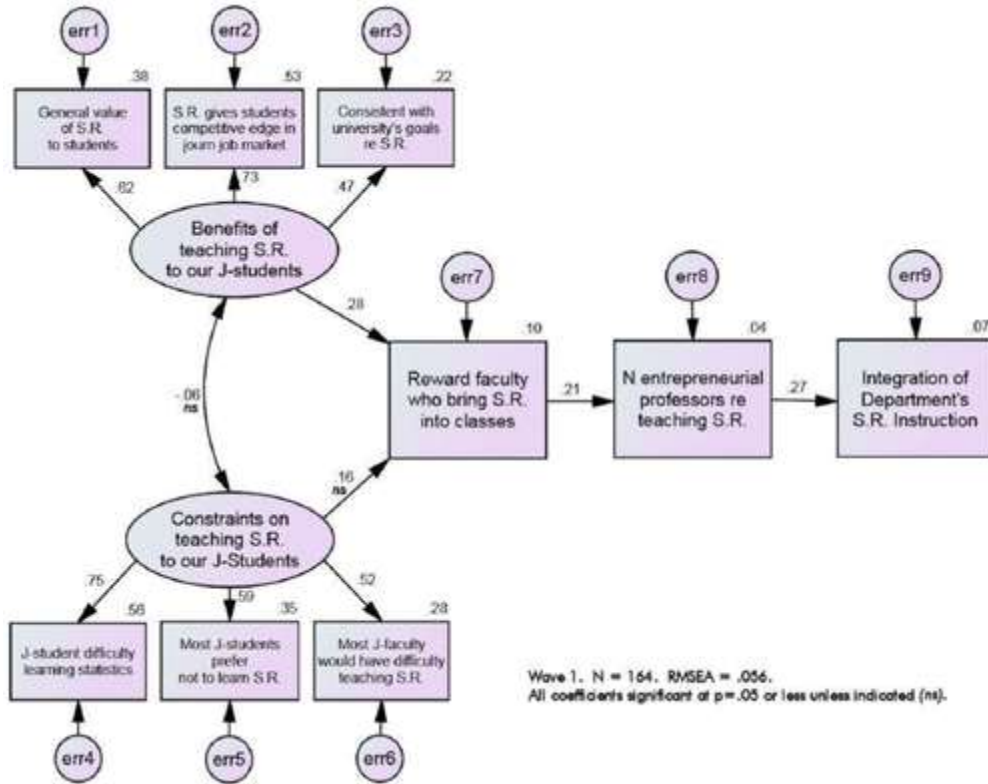 err1
err2
err3
.38
.53
.22
General value
of S.R.
to students
S.R. gives students
competitive edge in
journ job market
Consistent with
university's goals
re S.R.
.62
.73
.47
Benefits of
teaching S.R.
to our J-students
err7
err8
err9
.28
.10
.04
.07
Reward faculty
who bring S.R.
into classes
.21
N entrepreneurial
professors re
teaching S.R.
.27
Integration of
Department's
S.R. Instruction
-.06
ns
.16
ns
Constraints on
teaching S.R.
to our J-Students
.75
.59
.52
.56
.35
.28
J-student difficulty
learning statistics
Most J-students
prefer
not to learn S.R.
Most J-faculty
would have difficulty
teaching S.R.
err4
err5
err6
Wave 1. N = 164. RMSEA = .056.
All coefficients significant at p=.05 or less unless indicated (ns).